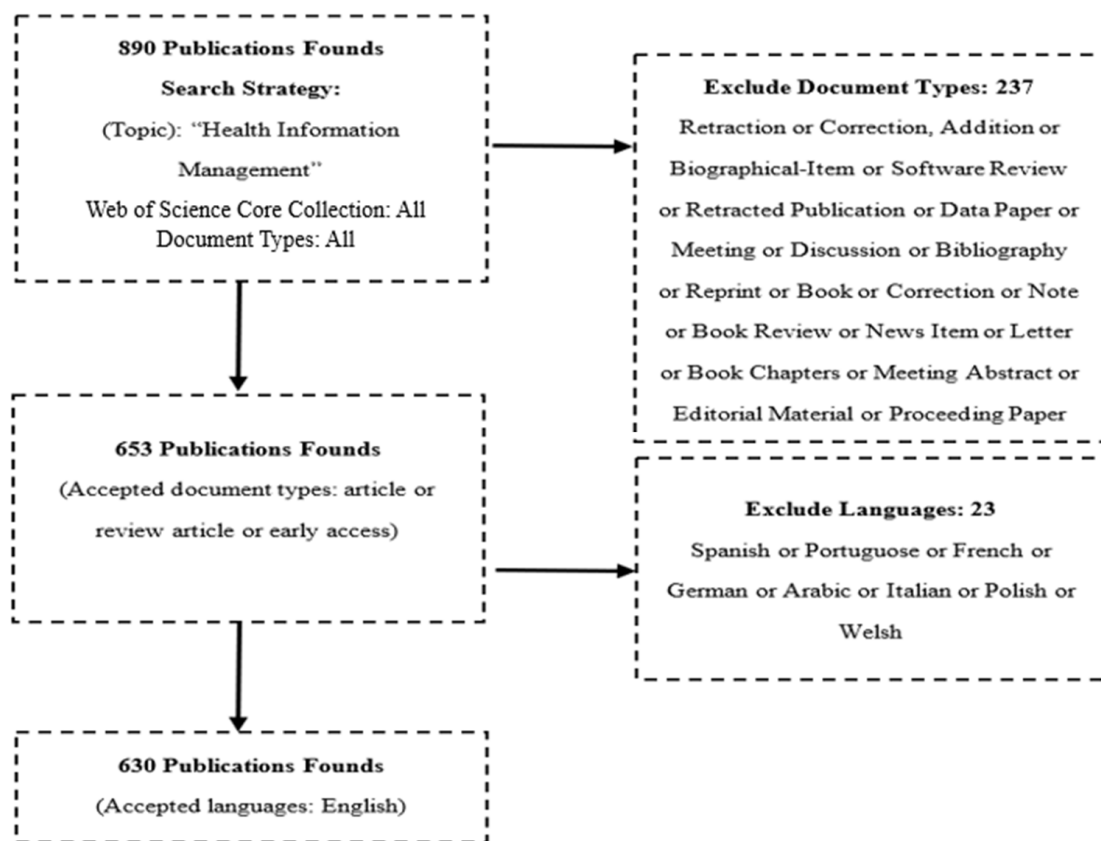 890 Publications Founds
Search Strategy:
(Topic): “Health Information
Management”
Web of Science Core Collection: All
Document Types: All
Exclude Document Types: 237
Retraction or Correction, Addition or
Biographical-Item or Software Review
or Retracted Publication or Data Paper or
Meeting or Discussion or Bibliography
or Reprint or Book or Correction or Note
or Book Review or News Item or Letter
or Book Chapters or Meeting Abstract or
Editorial Material or Proceeding Paper
653 Publications Founds
(Accepted document types: article or
review article or early access)
Exclude Languages: 23
Spanish or Portuguose or French or
German or Arabic or Italian or Polish or
Welsh
630 Publications Founds
(Accepted languages: English)